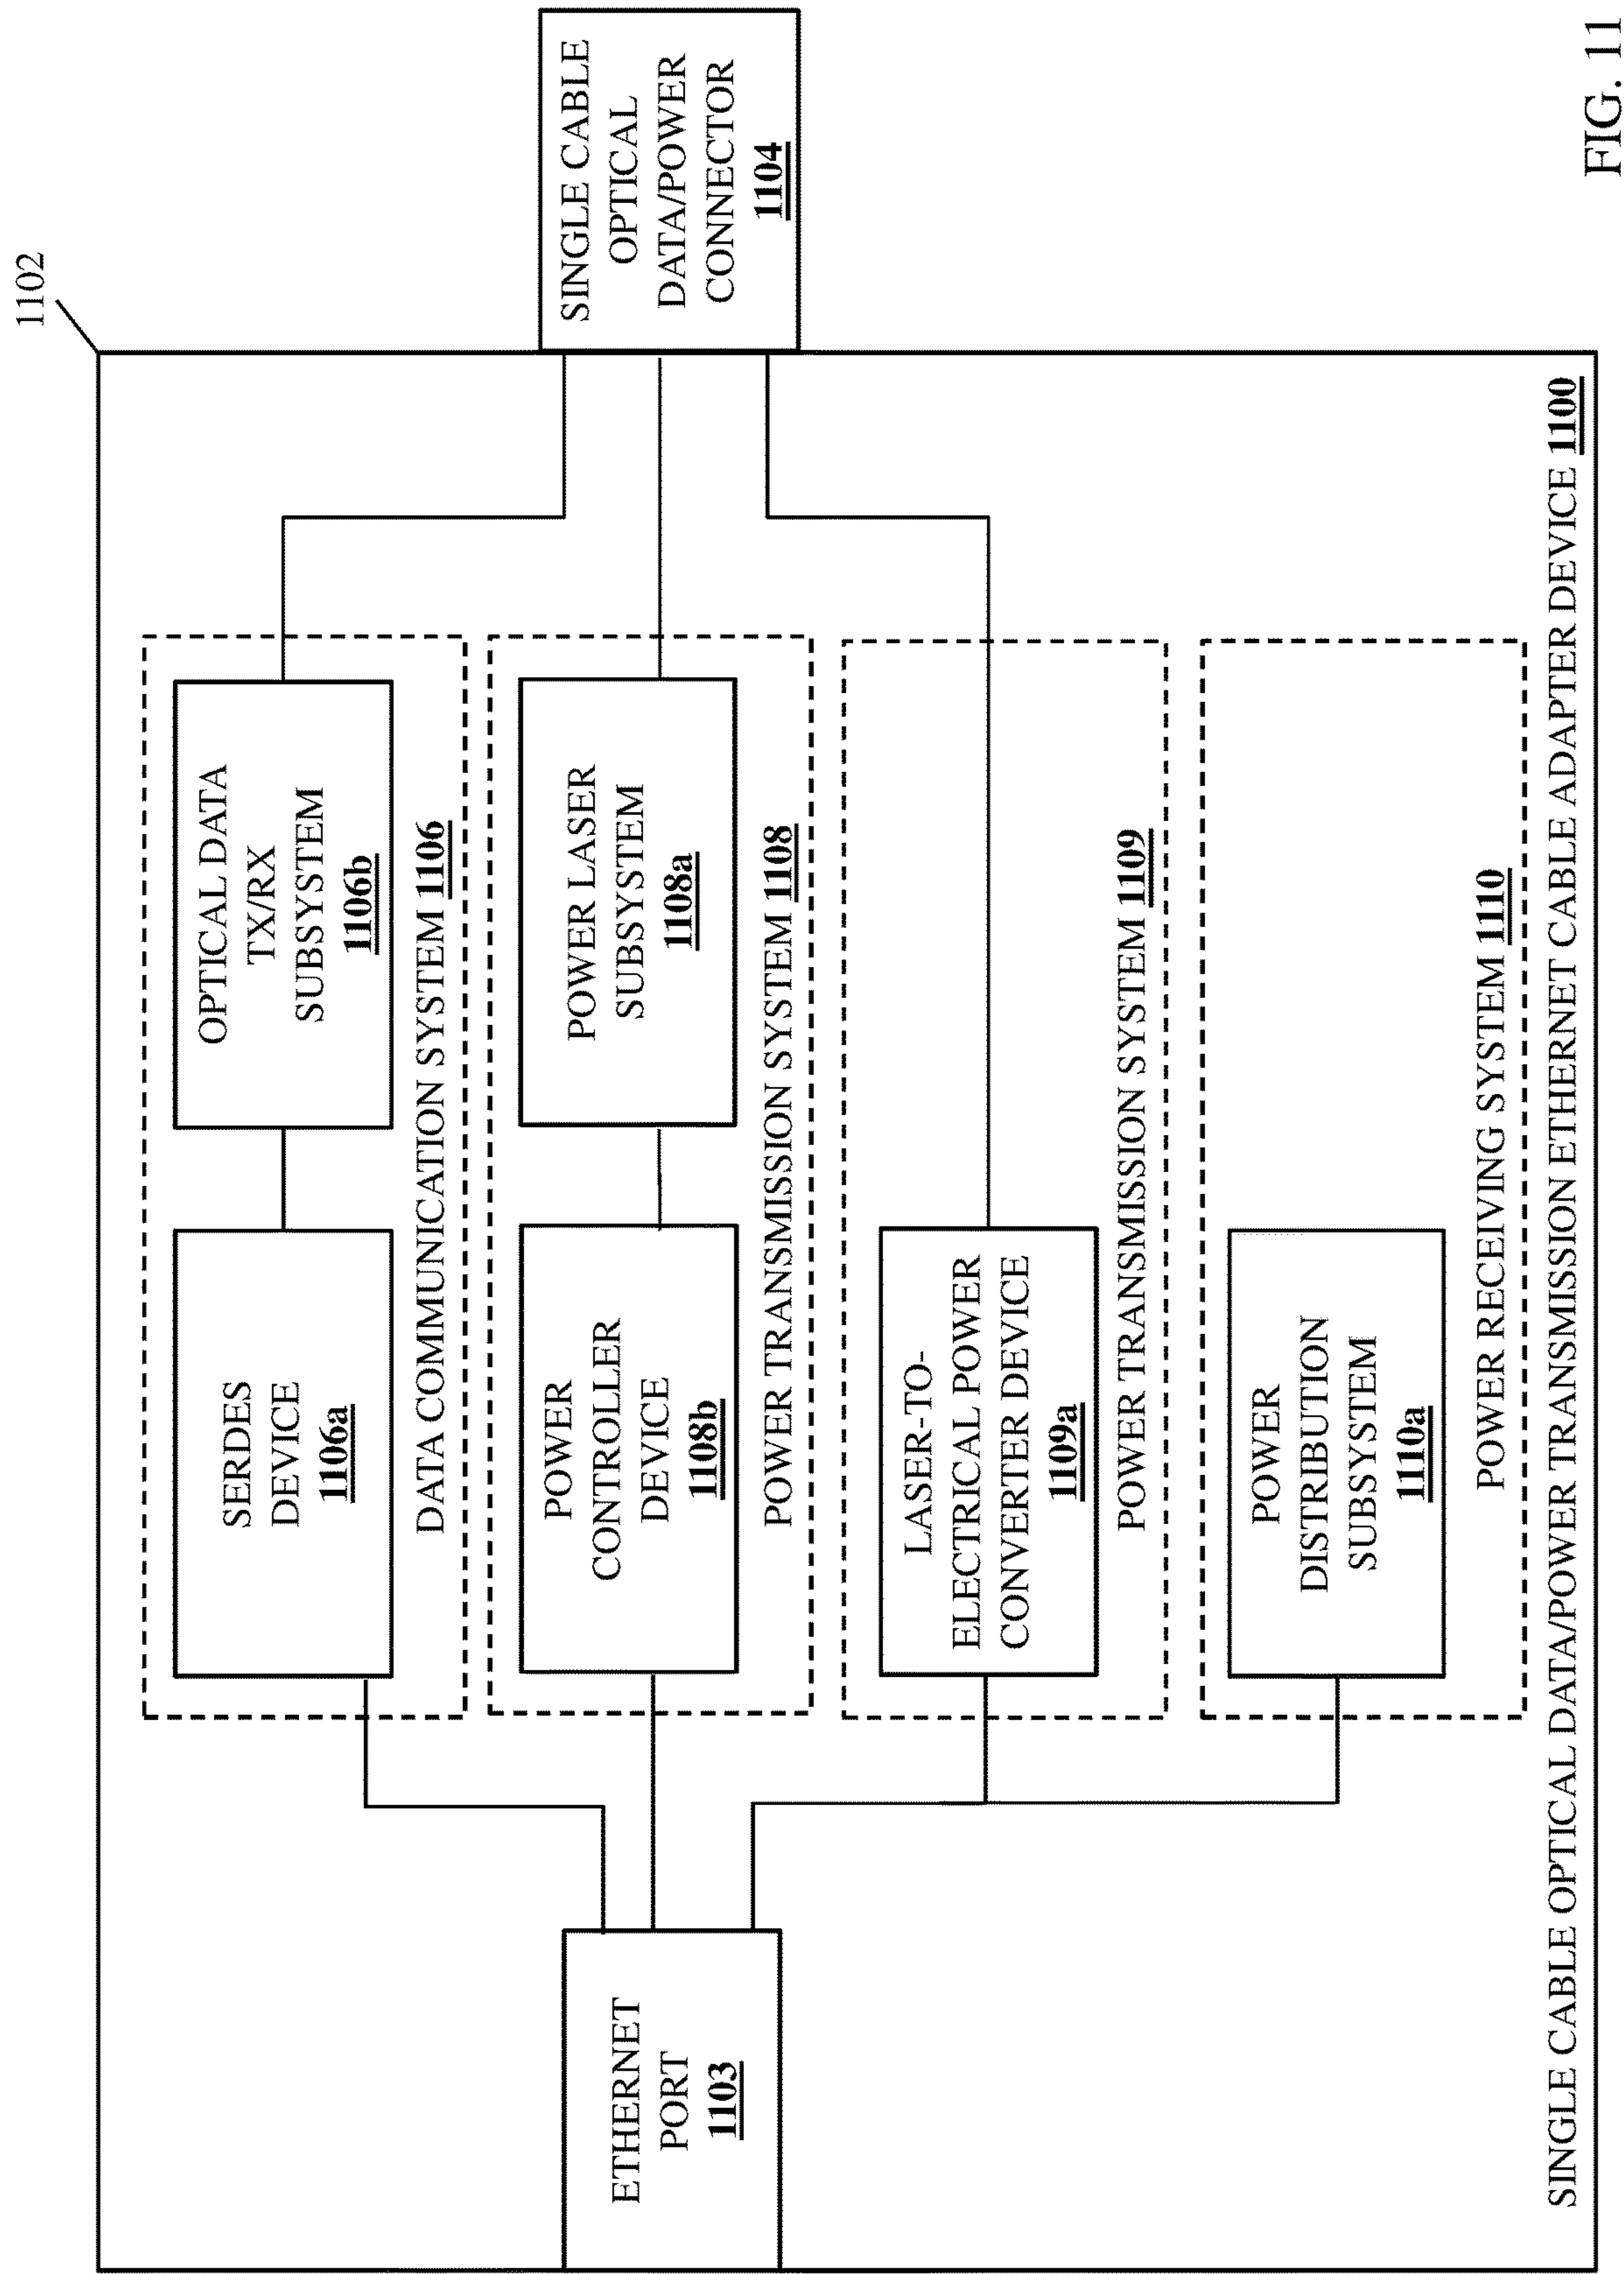 1102
SINGLE CABLE
OPTICAL
DATA/POWER
CONNECTOR
1104
ETHERNET
PORT
1103
SERDES
DEVICE
1106a
OPTICAL DATA
TX/RX
SUBSYSTEM
1106b
DATA COMMUNICATION SYSTEM 1106
POWER
CONTROLLER
DEVICE
1108b
POWER LASER
SUBSYSTEM
1108a
POWER TRANSMISSION SYSTEM 1108
LASER-TO-
ELECTRICAL POWER
CONVERTER DEVICE
1109a
POWER TRANSMISSION SYSTEM 1109
POWER
DISTRIBUTION
SUBSYSTEM
1110a
POWER RECEIVING SYSTEM 1110
SINGLE CABLE OPTICAL DATA/POWER TRANSMISSION ETHERNET CABLE ADAPTER DEVICE 1100
FIG. 11